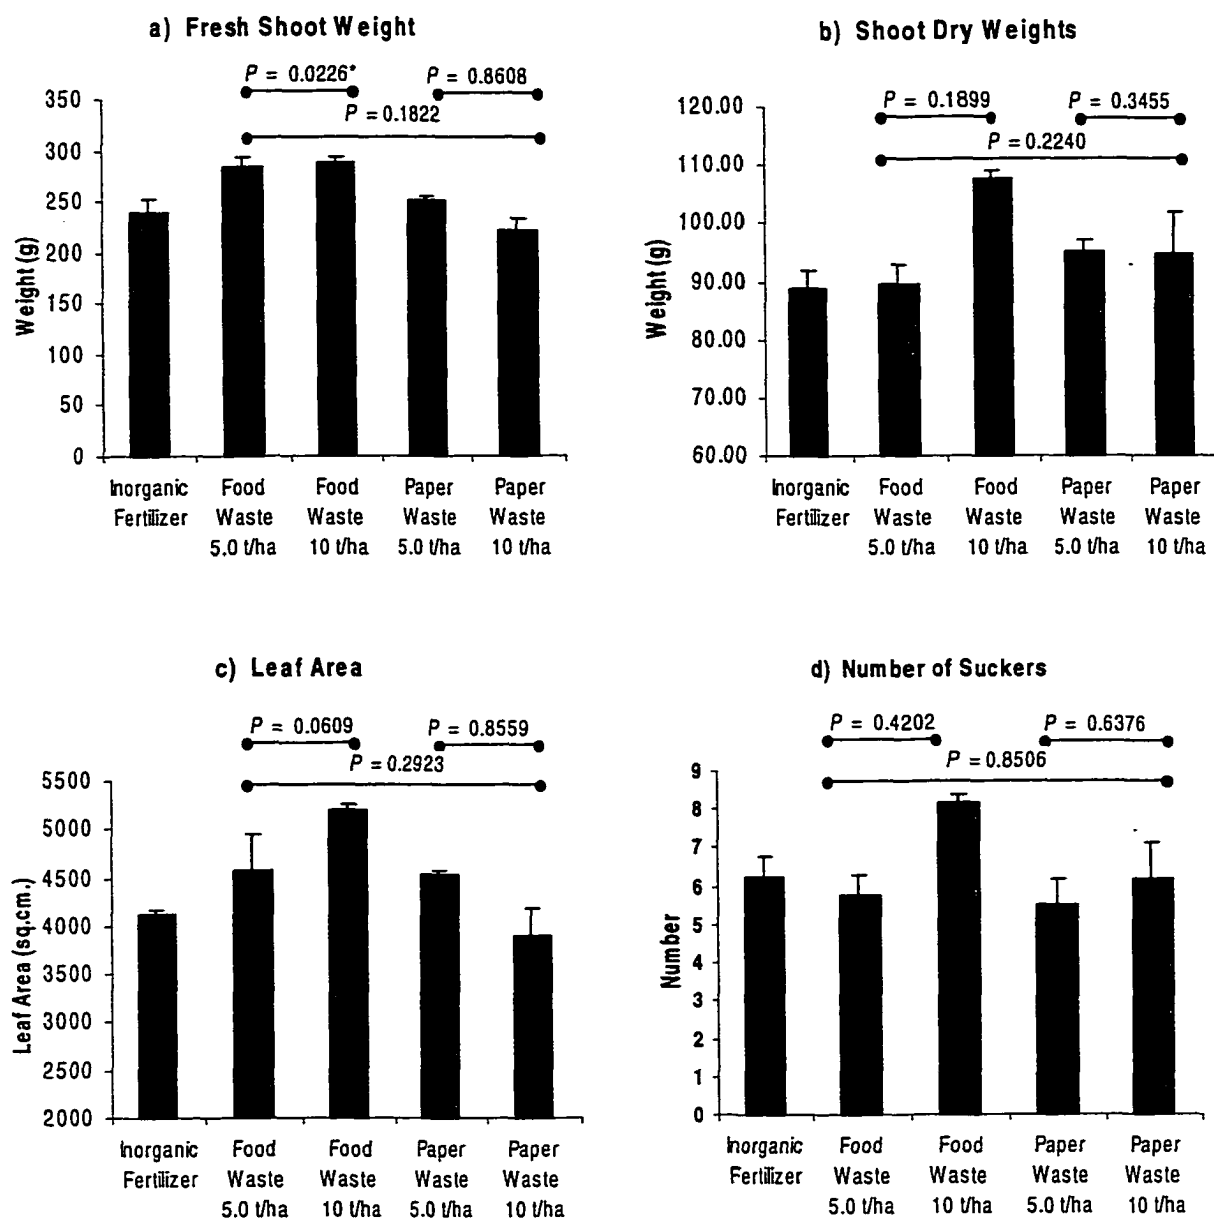 a) Fresh Shoot Weight
P = 0.0226*
P = 0.8608
P = 0.1822
350
300
250
200
150
100
50
0
Weight (g)
Inorganic
Fertilizer
Food
Waste
5.0 t/ha
Food
Waste
10 t/ha
Paper
Waste
5.0 t/ha
Paper
Waste
10 t/ha
b) Shoot Dry Weights
P = 0.1899
P = 0.3455
P = 0.2240
120.00
110.00
100.00
90.00
80.00
70.00
60.00
Weight (g)
Inorganic
Fertilizer
Food
Waste
5.0 t/ha
Food
Waste
10 t/ha
Paper
Waste
5.0 t/ha
Paper
Waste
10 t/ha
c) Leaf Area
P = 0.0609
P = 0.8559
P = 0.2923
5500
5000
4500
4000
3500
3000
2500
2000
Leaf Area (sq.cm.)
Inorganic
Fertilizer
Food
Waste
5.0 t/ha
Food
Waste
10 t/ha
Paper
Waste
5.0 t/ha
Paper
Waste
10 t/ha
d) Number of Suckers
P = 0.4202
P = 0.6376
P = 0.8506
9
8
7
6
5
4
3
2
1
0
Number
Inorganic
Fertilizer
Food
Waste
5.0 t/ha
Food
Waste
10 t/ha
Paper
Waste
5.0 t/ha
Paper
Waste
10 t/ha